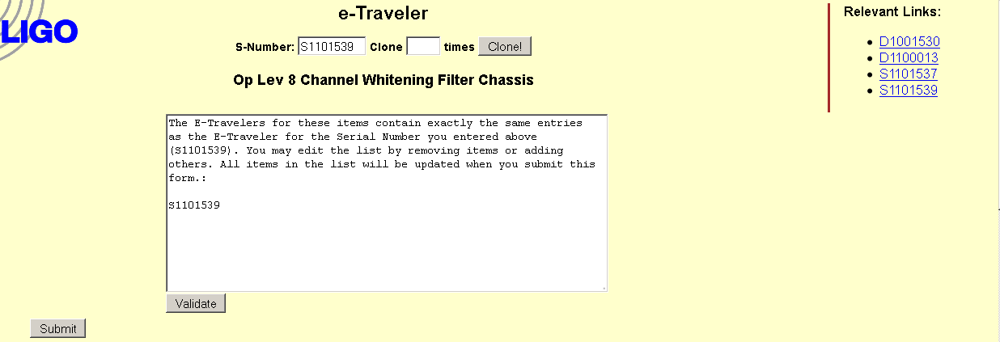 LIGO
e-Traveler
S-Number: S1101539 Clone times Clone!
Op Lev 8 Channel Whitening Filter Chassis
The E-Travelers for these items contain exactly the same entries
as the E-Traveler for the Serial Number you entered above
(S1101539). You may edit the list by removing items or adding
others. All items in the list will be updated when you submit this
form.:
S1101539
Validate
Submit
Relevant Links:
D1001530
D1100013
S1101537
S1101539